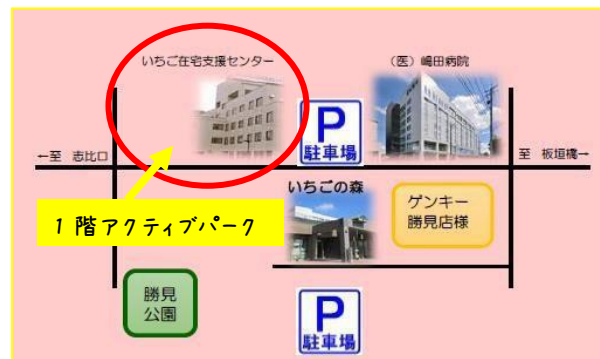 いちご在宅支援センター
（医）嶋田病院
P
駐車場
←至 志比口
至 板垣橋→
いちごの森
ゲンキー
勝見店様
1階アクティブパーク
勝見
公園
P
駐車場